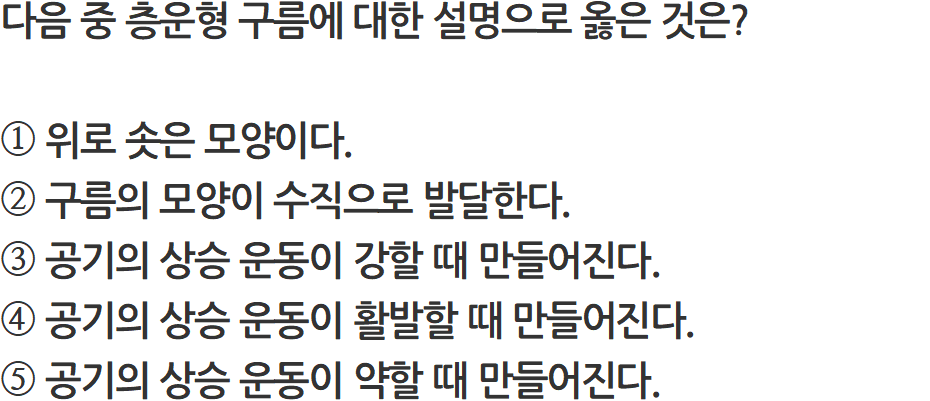 다음 중 층운형 구름에 대한 설명으로 옳은 것은?
① 위로 솟은 모양이다.
② 구름의 모양이 수직으로 발달한다.
③ 공기의 상승 운동이 강할 때 만들어진다.
④ 공기의 상승 운동이 활발할 때 만들어진다.
⑤ 공기의 상승 운동이 약할 때 만들어진다.